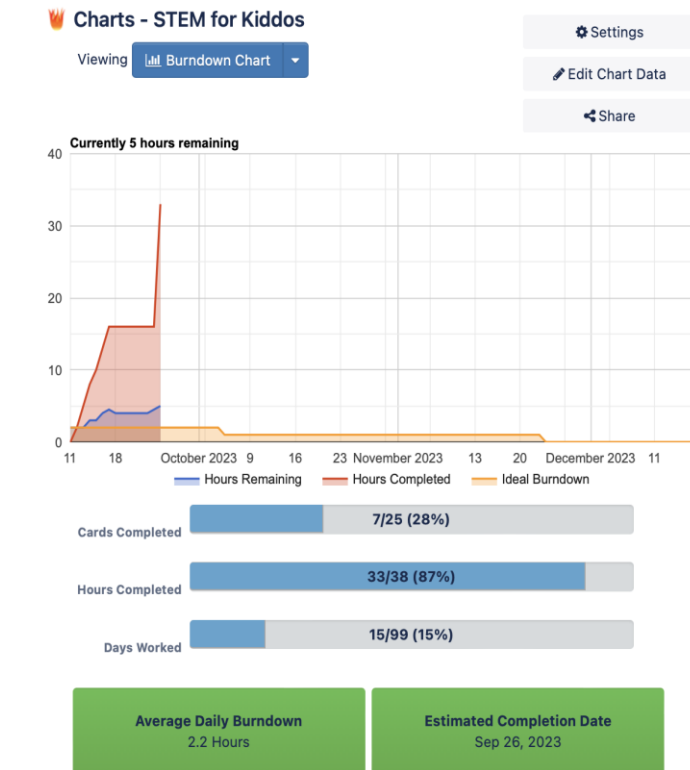 Charts - STEM for Kiddos
Settings
Viewing Burndown Chart
Edit Chart Data
Share
Currently 5 hours remaining
40
30
20
10
0
11 18 October 2023 9 16 23 November 2023 13 20 December 2023 11
Hours Remaining Hours Completed Ideal Burndown
Cards Completed 7/25 (28%)
Hours Completed 33/38 (87%)
Days Worked 15/99 (15%)
Average Daily Burndown
2.2 Hours
Estimated Completion Date
Sep 26, 2023